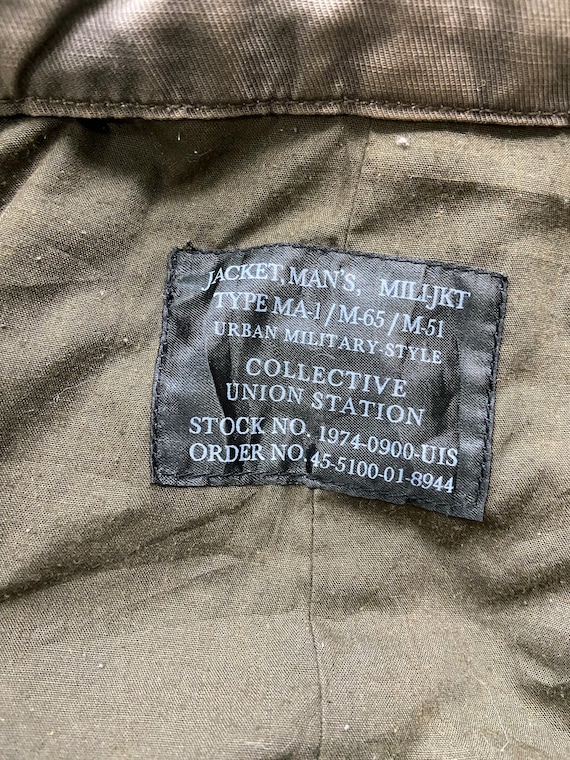 JACKET, MAN'S, MILI-JKT
TYPE MA-1 / M-65 / M-51
URBAN MILITARY-STYLE
COLLECTIVE
UNION STATION
STOCK NO. 1974-0900-UIS
ORDER NO. 45-5100-01-8944